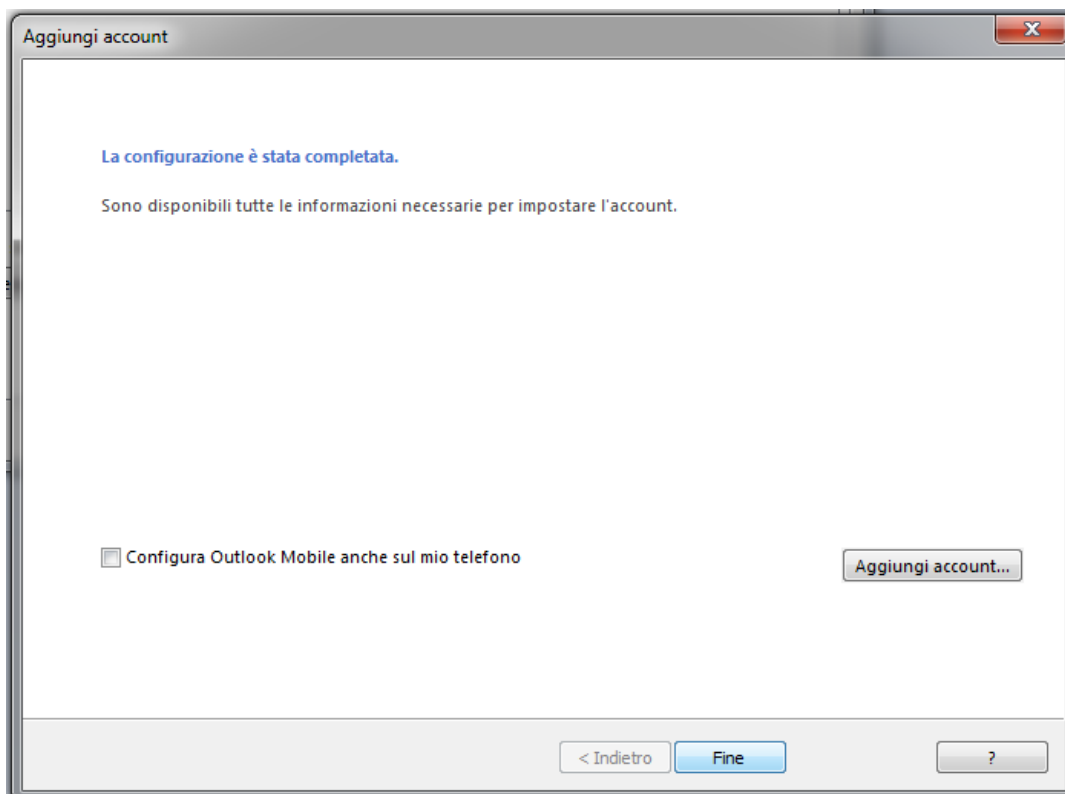 Aggiungi account
La configurazione è stata completata.
Sono disponibili tutte le informazioni necessarie per impostare l'account.
Configura Outlook Mobile anche sul mio telefono
Aggiungi account...
< Indietro
Fine
?